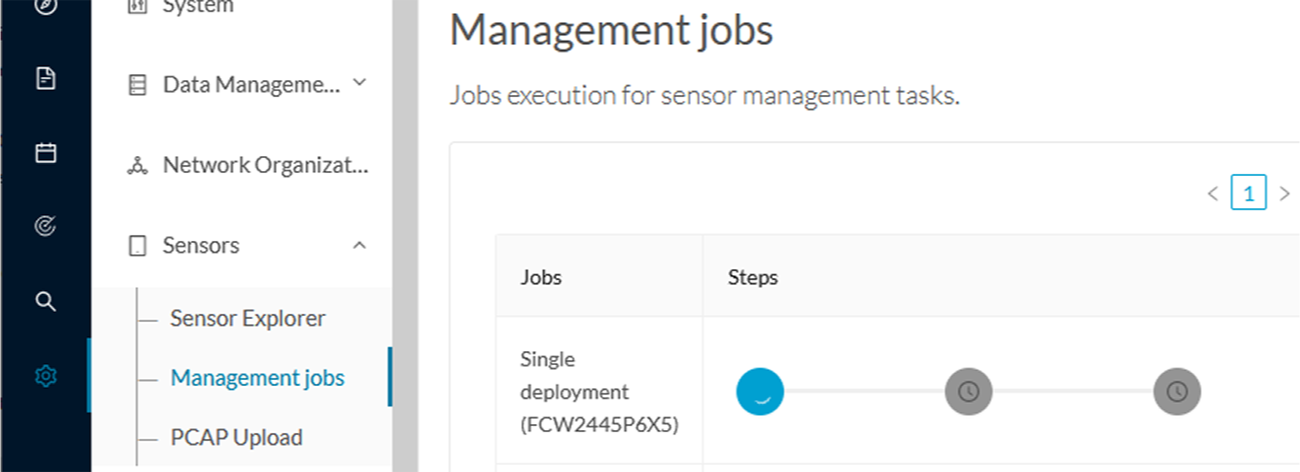 System
Data Manageme...
Network Organizat...
Sensors
Sensor Explorer
Management jobs
PCAP Upload
Management jobs
Jobs execution for sensor management tasks.
< 1 >
Jobs Steps
Single
deployment
(FCW2445P6X5)